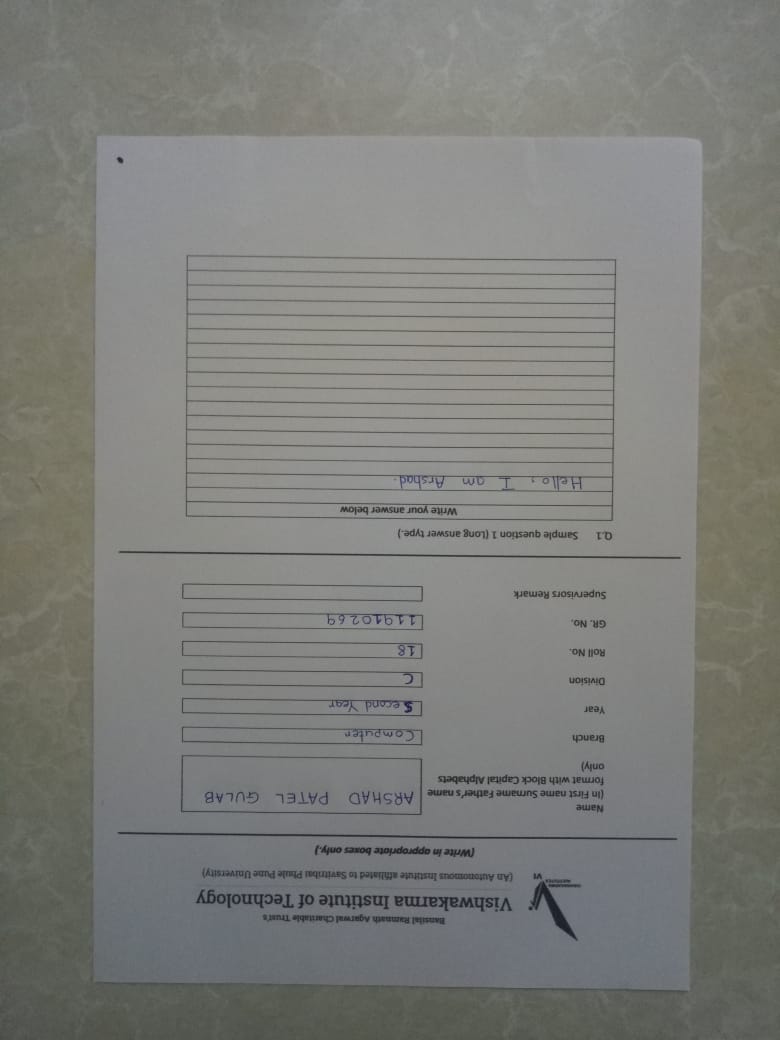 Bansilal Ramnath Agarwal Charitable Trust's
Vishwakarma Institute of Technology
(An Autonomous Institute affiliated to Savitribai Phule Pune University)
VI
VISHWAKARMA
INSTITUTES
(Write in appropriate boxes only.)
Name
(In First name Surname Father's name
format with Block Capital Alphabets
only)
ARSHAD PATEL GULAB
Branch Computer
Year Second Year
Division C
Roll No. 18
GR. No. 11910269
Supervisors Remark
Q.1 Sample question 1 (Long answer type.)
Write your answer below
Hello, I am Arshad.